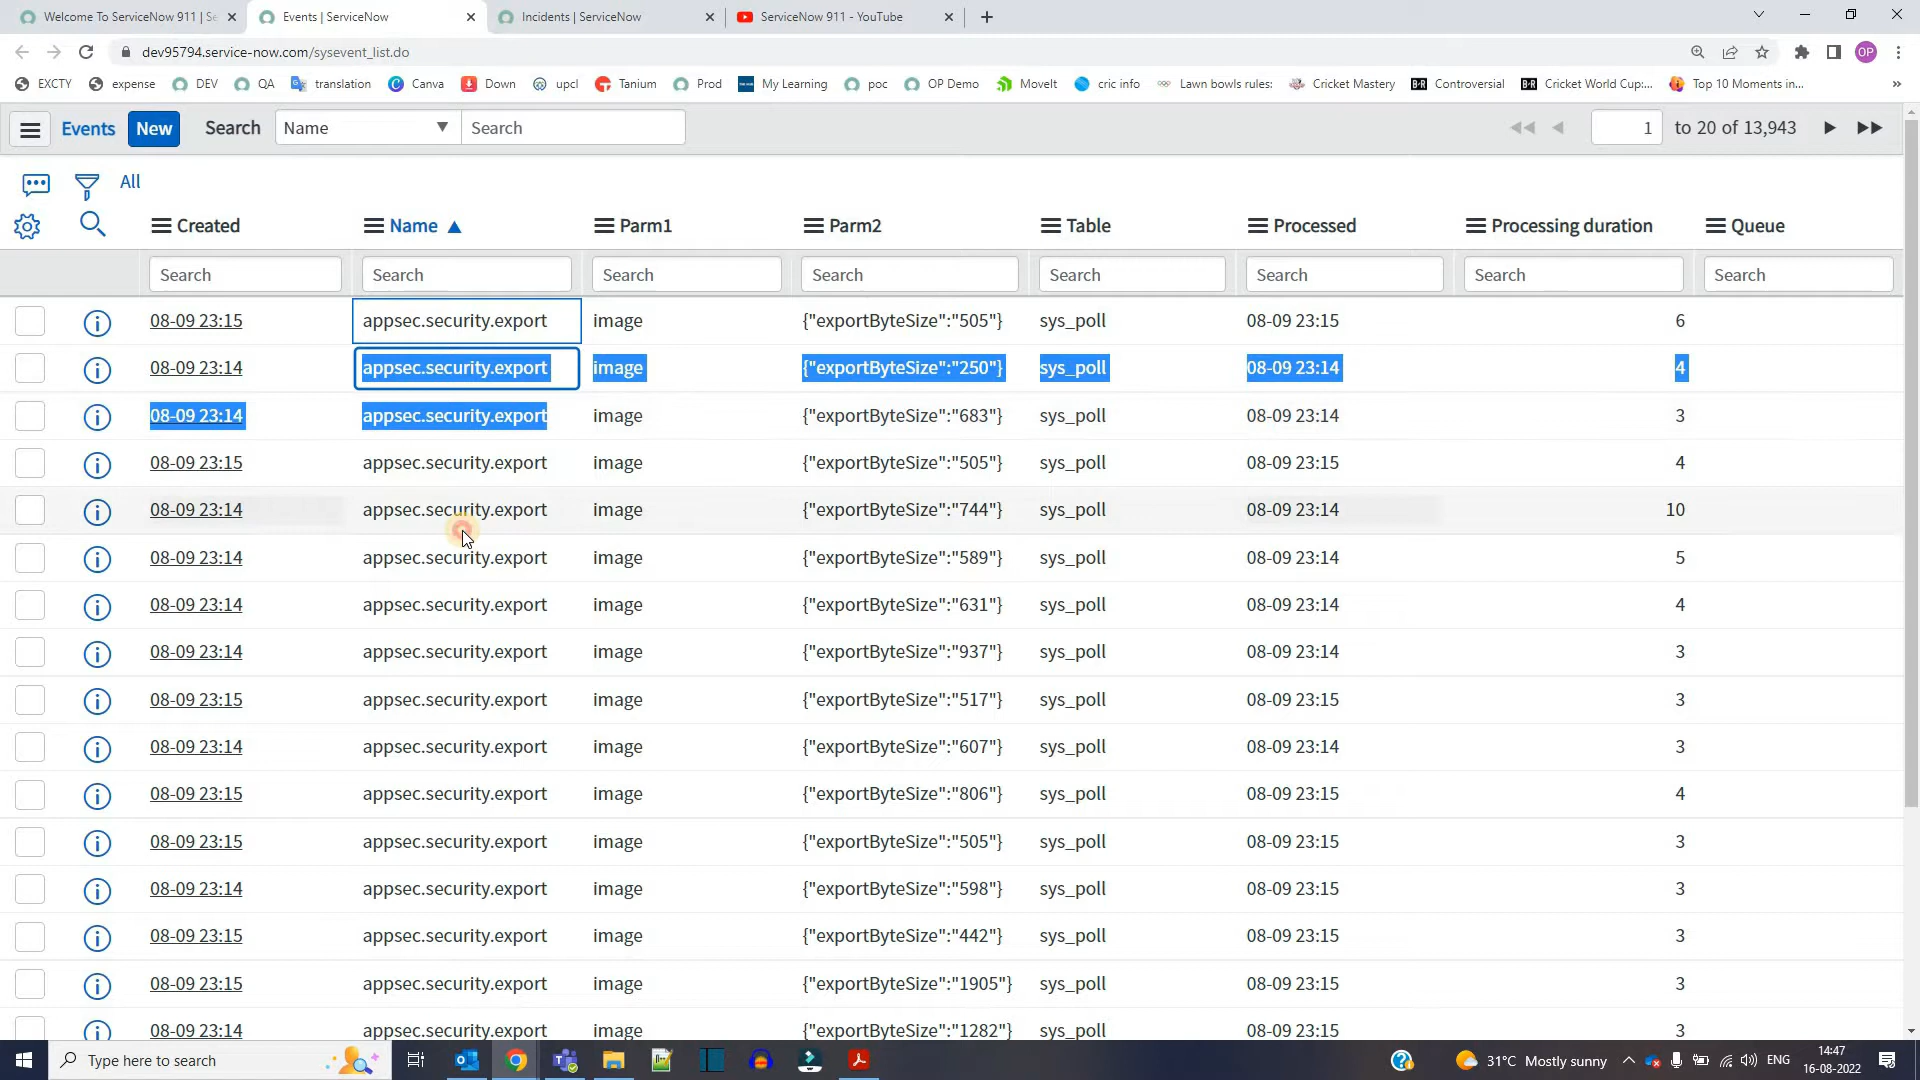 Welcome To ServiceNow 911 | Se
Events | ServiceNow
Incidents | ServiceNow
ServiceNow 911 - YouTube
dev95794.service-now.com/sysevent_list.do
OP
EXCTY expense DEV QA translation Canva Down upcl Tanium Prod My Learning poc OP Demo MoveIt cric info Lawn bowls rules: Cricket Mastery Controversial Cricket World Cup:... Top 10 Moments in...
Events New Search Name Search 1 to 20 of 13,943
All
Created Name Parm1 Parm2 Table Processed Processing duration Queue
Search Search Search Search Search Search Search Search
08-09 23:15 appsec.security.export image {"exportByteSize":"505"} sys_poll 08-09 23:15 6
08-09 23:14 appsec.security.export image {"exportByteSize":"250"} sys_poll 08-09 23:14 4
08-09 23:14 appsec.security.export image {"exportByteSize":"683"} sys_poll 08-09 23:14 3
08-09 23:15 appsec.security.export image {"exportByteSize":"505"} sys_poll 08-09 23:15 4
08-09 23:14 appsec.security.export image {"exportByteSize":"744"} sys_poll 08-09 23:14 10
08-09 23:14 appsec.security.export image {"exportByteSize":"589"} sys_poll 08-09 23:14 5
08-09 23:14 appsec.security.export image {"exportByteSize":"631"} sys_poll 08-09 23:14 4
08-09 23:14 appsec.security.export image {"exportByteSize":"937"} sys_poll 08-09 23:14 3
08-09 23:15 appsec.security.export image {"exportByteSize":"517"} sys_poll 08-09 23:15 3
08-09 23:14 appsec.security.export image {"exportByteSize":"607"} sys_poll 08-09 23:14 3
08-09 23:15 appsec.security.export image {"exportByteSize":"806"} sys_poll 08-09 23:15 4
08-09 23:15 appsec.security.export image {"exportByteSize":"505"} sys_poll 08-09 23:15 3
08-09 23:14 appsec.security.export image {"exportByteSize":"598"} sys_poll 08-09 23:15 3
08-09 23:15 appsec.security.export image {"exportByteSize":"442"} sys_poll 08-09 23:15 3
08-09 23:15 appsec.security.export image {"exportByteSize":"1905"} sys_poll 08-09 23:15 3
08-09 23:14 appsec.security.export image {"exportByteSize":"1282"} sys_poll 08-09 23:15 3
Type here to search
31°C Mostly sunny
ENG
14:47
16-08-2022